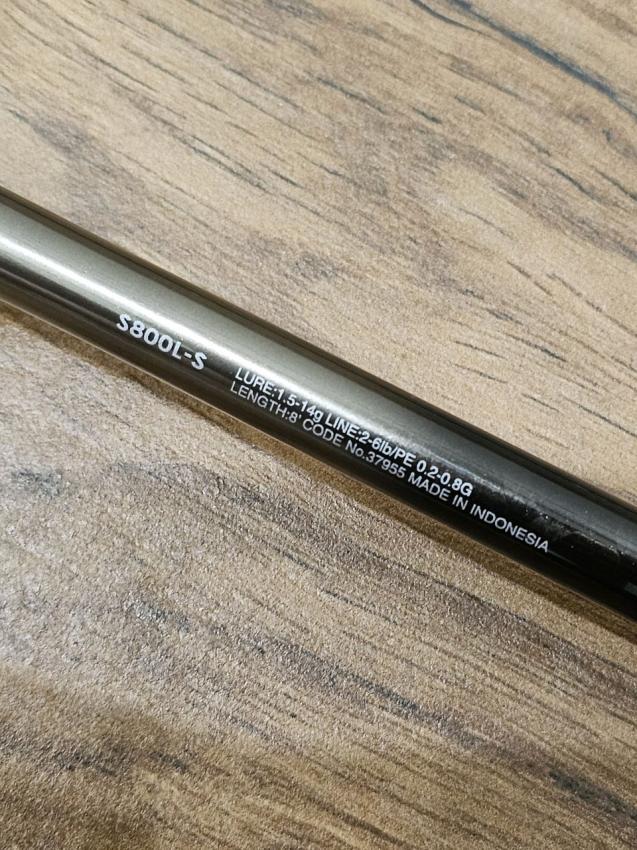 S800L-S
LURE:1.5-14g LINE:2-6lb/PE 0.2-0.8G
LENGTH:8' CODE No.37955 MADE IN INDONESIA